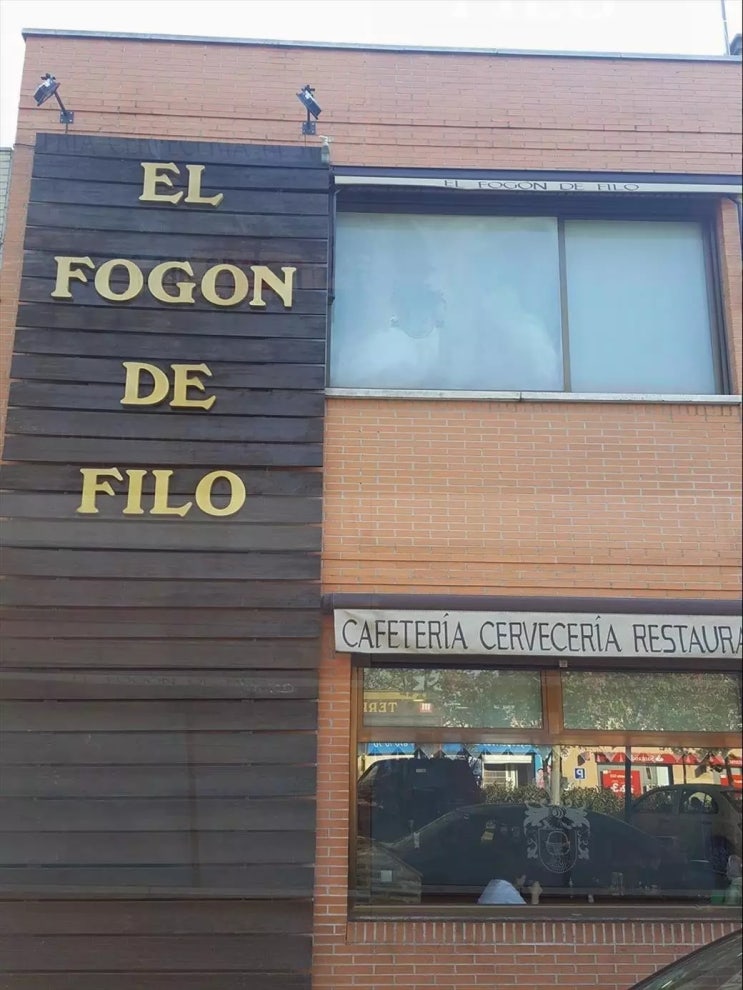 EL
FOGON
DE
FILO
EL FOGON DE FILO
CAFETERÍA CERVECERÍA RESTAURA
P